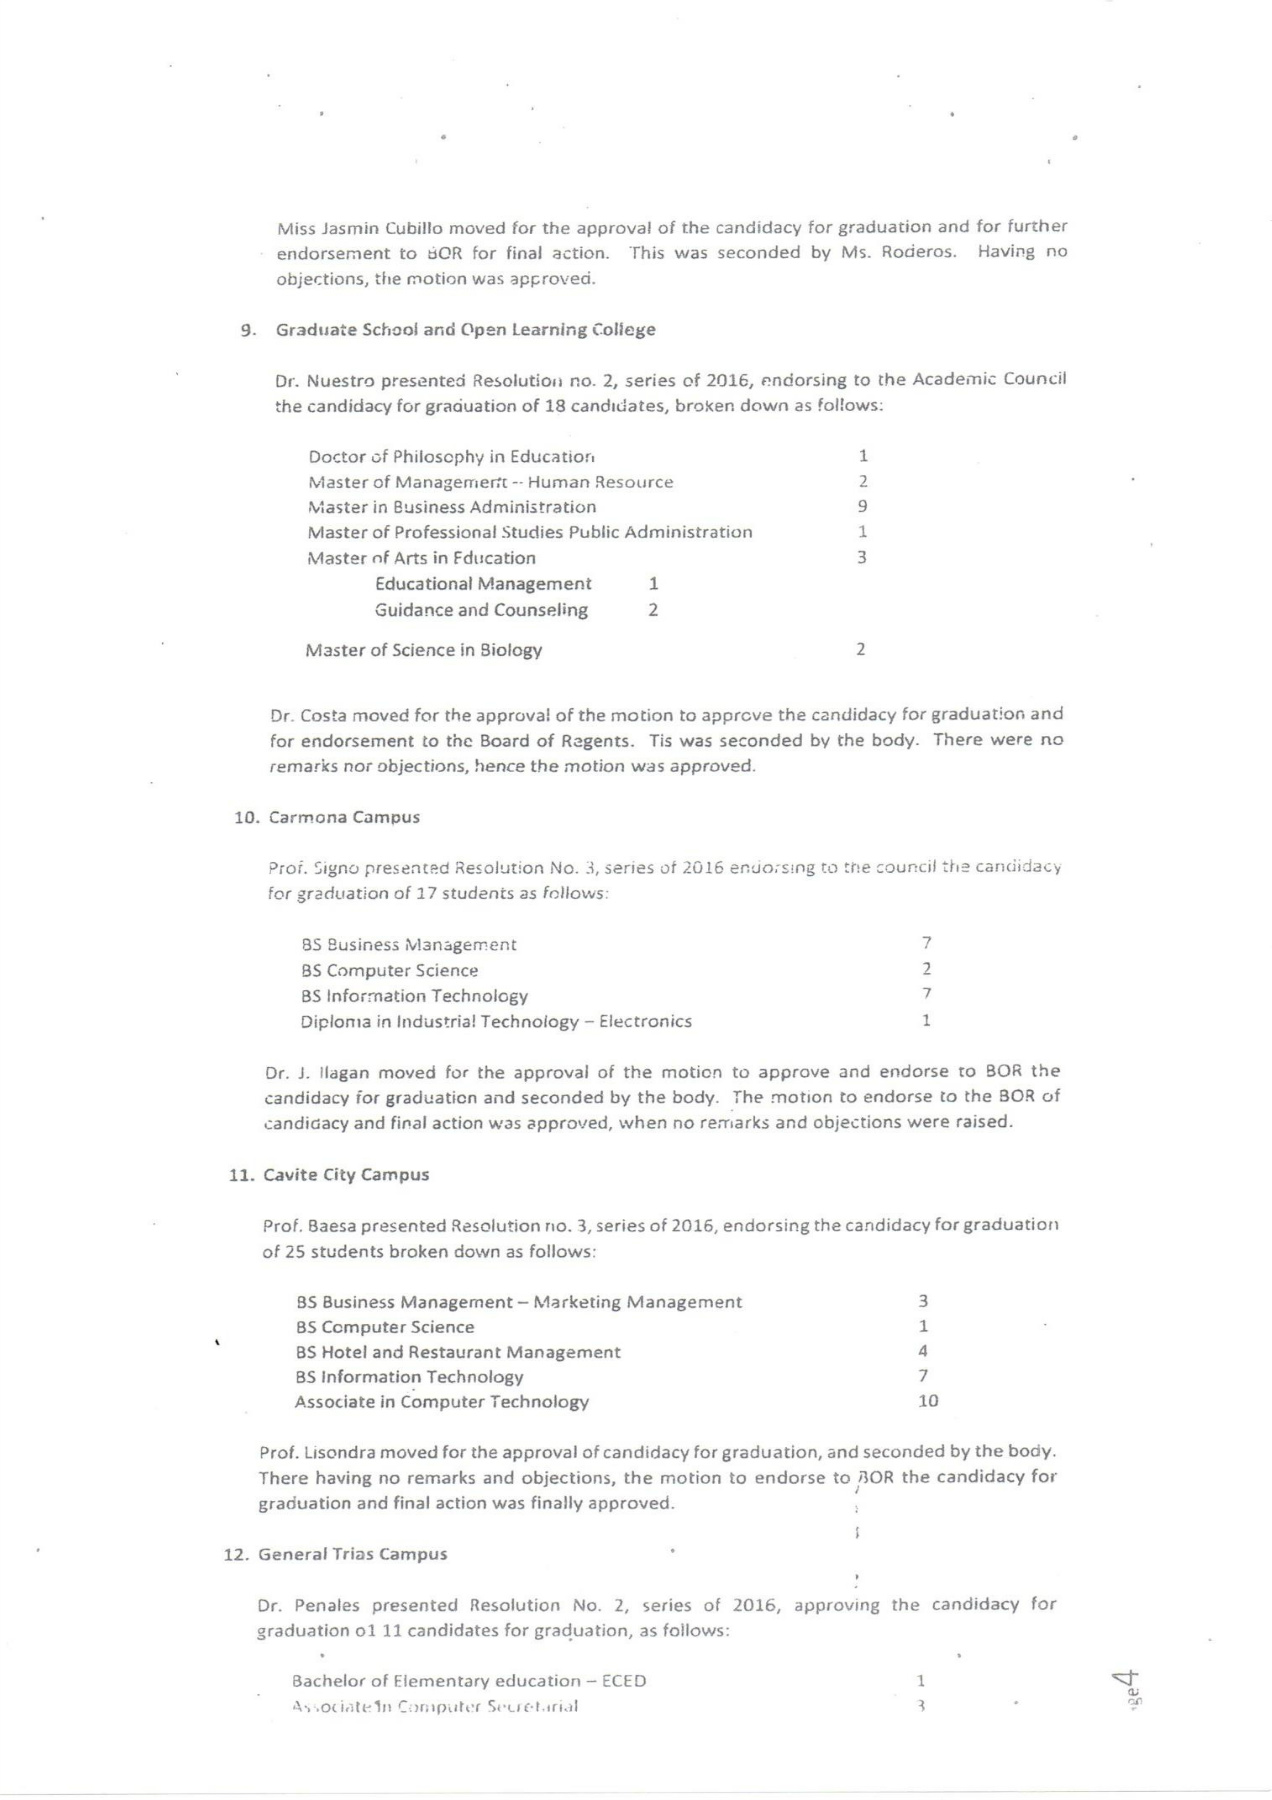 Miss Jasmin Cubillo moved for the approval of the candidacy for graduation and for further
endorsement to BOR for final action. This was seconded by Ms. Roderos. Having no
objections, the motion was approved.
9. Graduate School and Open Learning College
Dr. Nuestro presented Resolution no. 2, series of 2016, endorsing to the Academic Council
the candidacy for graduation of 18 candidates, broken down as follows:
Doctor of Philosophy in Education 1
Master of Management -- Human Resource 2
Master in Business Administration 9
Master of Professional Studies Public Administration 1
Master of Arts in Education 3
Educational Management 1
Guidance and Counseling 2
Master of Science in Biology 2
Dr. Costa moved for the approval of the motion to approve the candidacy for graduation and
for endorsement to the Board of Regents. Tis was seconded by the body. There were no
remarks nor objections, hence the motion was approved.
10. Carmona Campus
Prof. Signo presented Resolution No. 3, series of 2016 endorsing to the council the candidacy
for graduation of 17 students as follows:
BS Business Management 7
BS Computer Science 2
BS Information Technology 7
Diploma in Industrial Technology – Electronics 1
Dr. J. Ilagan moved for the approval of the motion to approve and endorse to BOR the
candidacy for graduation and seconded by the body. The motion to endorse to the BOR of
candidacy and final action was approved, when no remarks and objections were raised.
11. Cavite City Campus
Prof. Baesa presented Resolution no. 3, series of 2016, endorsing the candidacy for graduation
of 25 students broken down as follows:
BS Business Management – Marketing Management 3
BS Computer Science 1
BS Hotel and Restaurant Management 4
BS Information Technology 7
Associate in Computer Technology 10
Prof. Lisondra moved for the approval of candidacy for graduation, and seconded by the body.
There having no remarks and objections, the motion to endorse to BOR the candidacy for
graduation and final action was finally approved.
12. General Trias Campus
Dr. Penales presented Resolution No. 2, series of 2016, approving the candidacy for
graduation o1 11 candidates for graduation, as follows:
Bachelor of Elementary education – ECED 1
Associate in Computer Secretarial 3
age 4